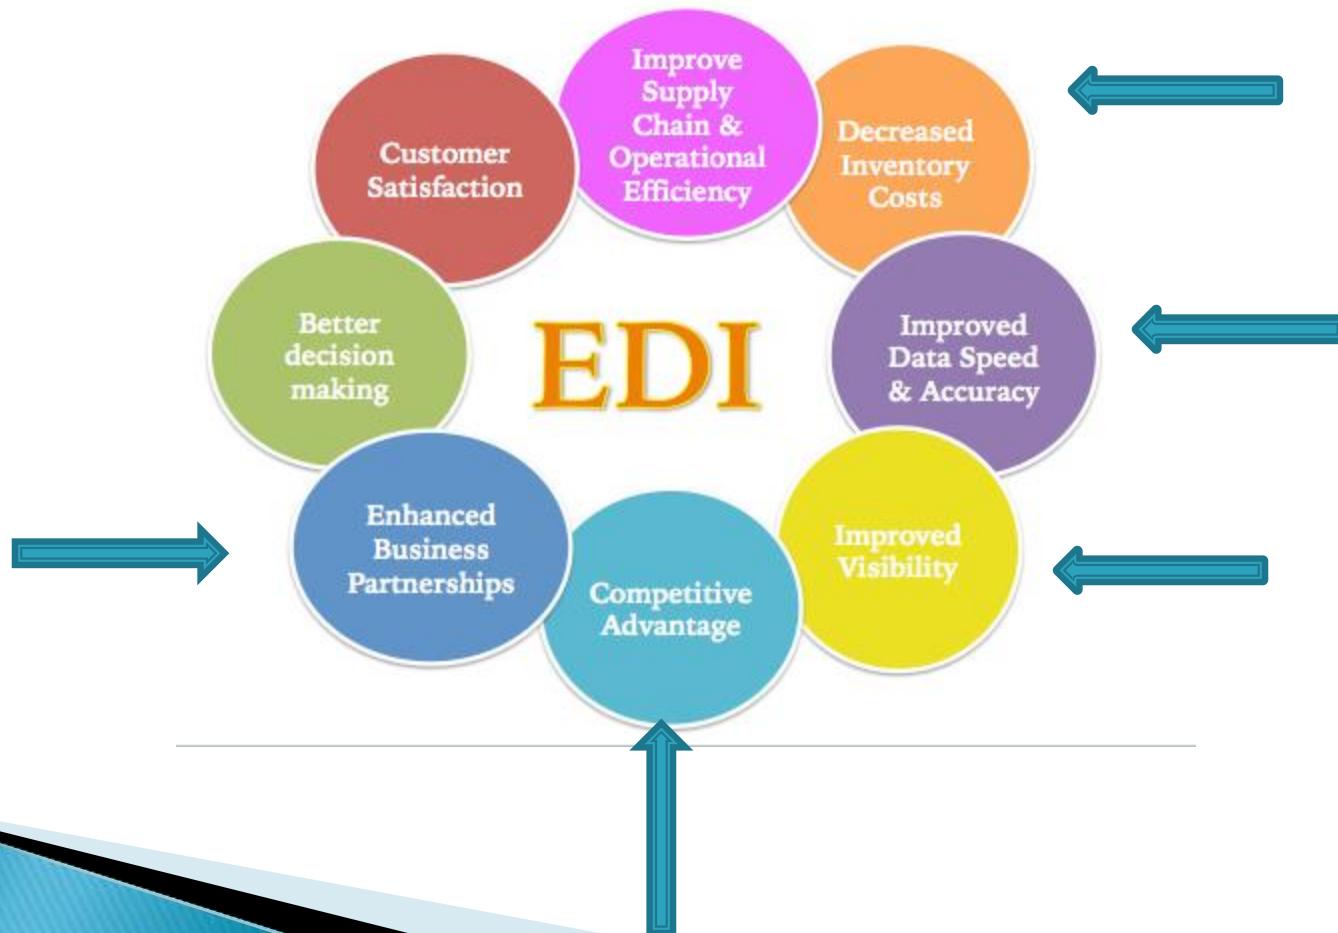 Improve
Supply
Chain &
Operational
Efficiency
Decreased
Inventory
Costs
Customer
Satisfaction
Improved
Data Speed
& Accuracy
Better
decision
making
EDI
Enhanced
Business
Partnerships
Improved
Visibility
Competitive
Advantage